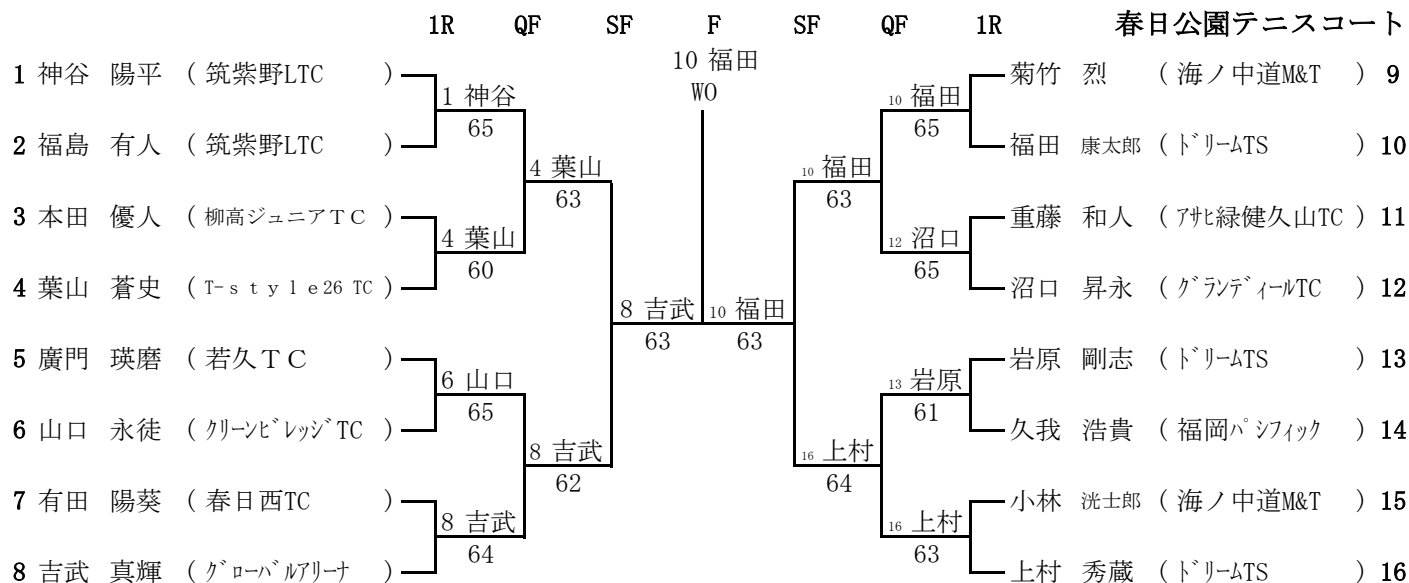 1R QF SF F SF QF 1R 春日公園テニスコート
10 福田
WO
1 神谷 陽平 ( 筑紫野LTC ) 菊竹 烈 ( 海ノ中道M&T ) 9
1 神谷 10 福田
65 65
2 福島 有人 ( 筑紫野LTC ) 福田 康太郎 ( ﾄﾞﾘｰﾑTS ) 10
4 葉山 10 福田
63 63
3 本田 優人 ( 柳高ジュニアTC ) 重藤 和人 ( ｱｻﾋ緑健久山TC ) 11
4 葉山 12 沼口
60 65
4 葉山 蒼史 ( T-style26 TC ) 沼口 昇永 ( ｸﾞﾗﾝﾃﾞｨｰﾙTC ) 12
8 吉武 10 福田
63 63
5 廣門 瑛磨 ( 若久TC ) 岩原 剛志 ( ﾄﾞﾘｰﾑTS ) 13
6 山口 13 岩原
65 61
6 山口 永徒 ( ｸﾘｰﾝﾋﾞﾚｯｼﾞTC ) 久我 浩貴 ( 福岡ﾊﾟｼﾌｨｯｸ ) 14
8 吉武 16 上村
62 64
7 有田 陽葵 ( 春日西TC ) 小林 洸士郎 ( 海ノ中道M&T ) 15
8 吉武 16 上村
64 63
8 吉武 真輝 ( ｸﾞﾛｰﾊﾞﾙｱﾘｰﾅ ) 上村 秀蔵 ( ﾄﾞﾘｰﾑTS ) 16